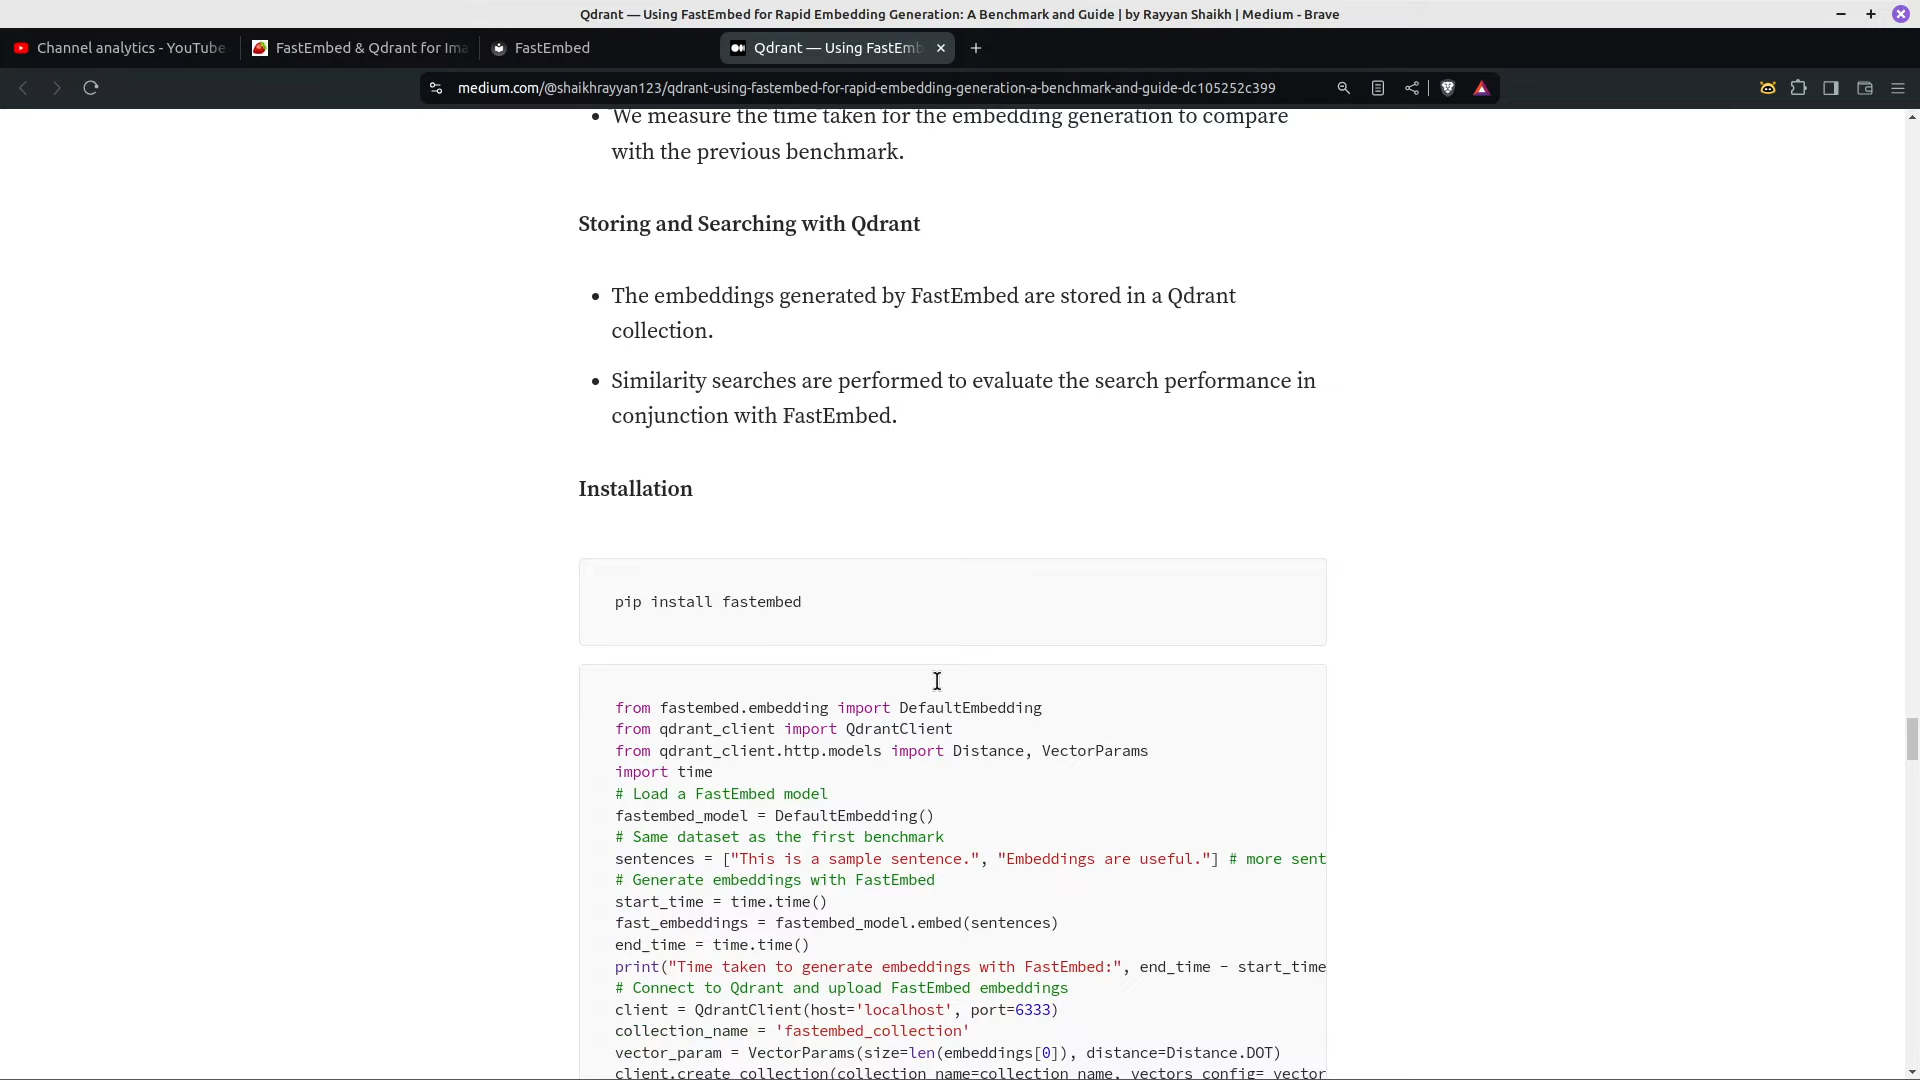 Qdrant — Using FastEmbed for Rapid Embedding Generation: A Benchmark and Guide | by Rayyan Shaikh | Medium - Brave
Channel analytics - YouTube
FastEmbed & Qdrant for Ima
FastEmbed
Qdrant — Using FastEmb
medium.com/@shaikhrayyan123/qdrant-using-fastembed-for-rapid-embedding-generation-a-benchmark-and-guide-dc105252c399
• We measure the time taken for the embedding generation to compare
with the previous benchmark.
Storing and Searching with Qdrant
• The embeddings generated by FastEmbed are stored in a Qdrant
collection.
• Similarity searches are performed to evaluate the search performance in
conjunction with FastEmbed.
Installation
pip install fastembed
from fastembed.embedding import DefaultEmbedding
from qdrant_client import QdrantClient
from qdrant_client.http.models import Distance, VectorParams
import time
# Load a FastEmbed model
fastembed_model = DefaultEmbedding()
# Same dataset as the first benchmark
sentences = ["This is a sample sentence.", "Embeddings are useful."] # more sent
# Generate embeddings with FastEmbed
start_time = time.time()
fast_embeddings = fastembed_model.embed(sentences)
end_time = time.time()
print("Time taken to generate embeddings with FastEmbed:", end_time - start_time
# Connect to Qdrant and upload FastEmbed embeddings
client = QdrantClient(host='localhost', port=6333)
collection_name = 'fastembed_collection'
vector_param = VectorParams(size=len(embeddings[0]), distance=Distance.DOT)
client.create_collection(collection_name=collection_name, vectors_config= vector